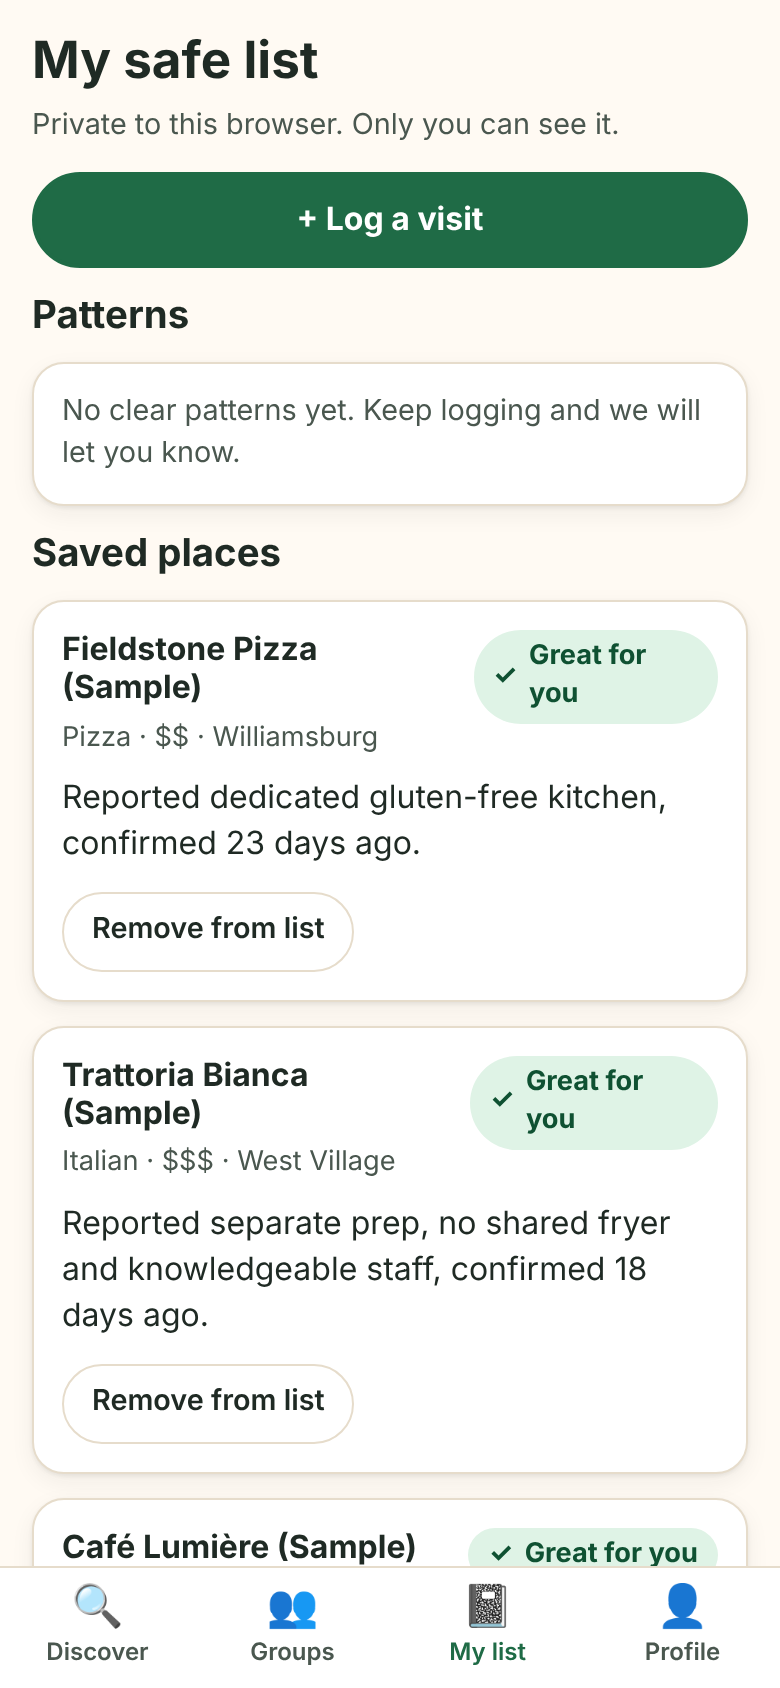 My safe list
Private to this browser. Only you can see it.
+ Log a visit
Patterns
No clear patterns yet. Keep logging and we will
let you know.
Saved places
Fieldstone Pizza
(Sample)
✓ Great for
you
Pizza · $$ · Williamsburg
Reported dedicated gluten-free kitchen,
confirmed 23 days ago.
Remove from list
Trattoria Bianca
(Sample)
✓ Great for
you
Italian · $$$ · West Village
Reported separate prep, no shared fryer
and knowledgeable staff, confirmed 18
days ago.
Remove from list
Café Lumière (Sample)
✓ Great for you
Discover
Groups
My list
Profile